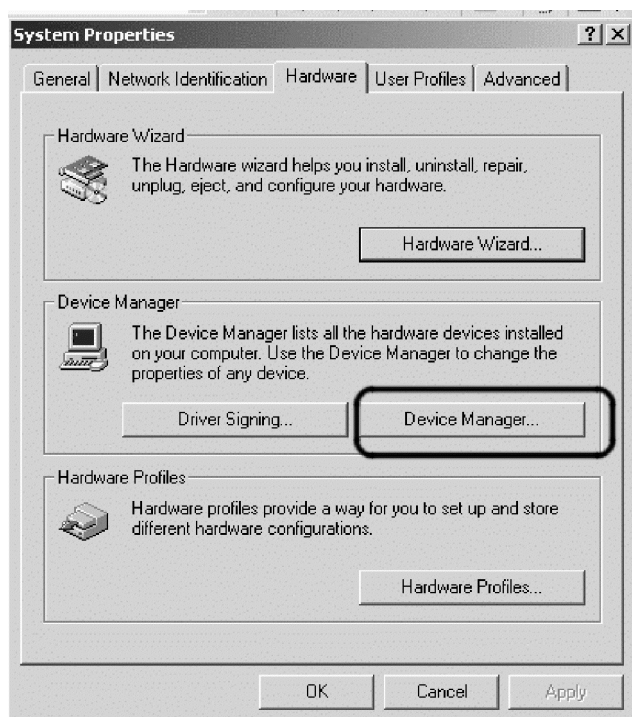 System Properties
General
Network Identification
Hardware
User Profiles
Advanced
Hardware Wizard
The Hardware wizard helps you install, uninstall, repair,
unplug, eject, and configure your hardware.
Hardware Wizard...
Device Manager
The Device Manager lists all the hardware devices installed
on your computer. Use the Device Manager to change the
properties of any device.
Driver Signing...
Device Manager...
Hardware Profiles
Hardware profiles provide a way for you to set up and store
different hardware configurations.
Hardware Profiles...
OK
Cancel
Apply